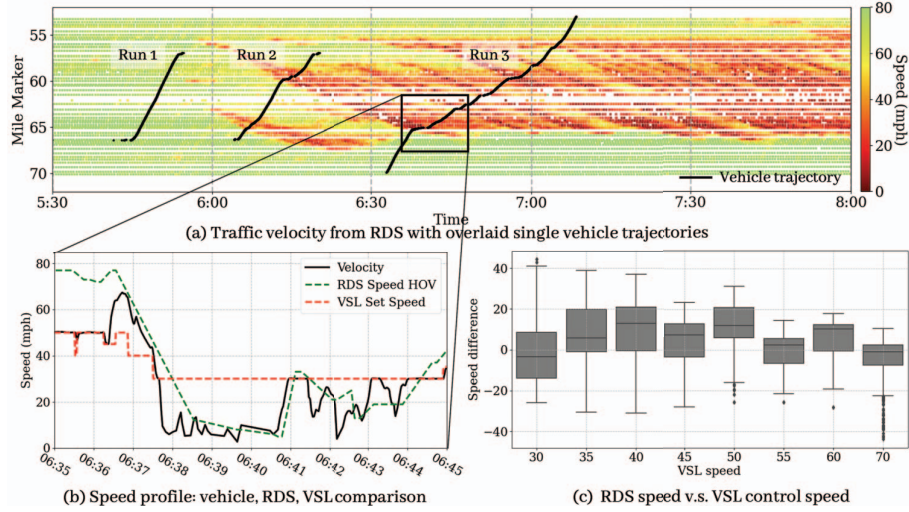 80
55
Run 1
Run 2
Run 3
60
60
Mile Marker
40
Speed (mph)
65
20
70
Vehicle trajectory
0
5:30
6:00
6:30
7:00
7:30
8:00
Time
(a) Traffic velocity from RDS with overlaid single vehicle trajectories
80
Velocity
RDS Speed HOV
VSL Set Speed
60
40
20
0
Speed (mph)
06:35
06:36
06:37
06:38
06:39
06:40
06:41
06:42
06:43
06:44
06:45
(b) Speed profile: vehicle, RDS, VSL comparison
40
20
0
−20
−40
Speed difference
30
35
40
45
50
55
60
70
VSL speed
(c) RDS speed v.s. VSL control speed